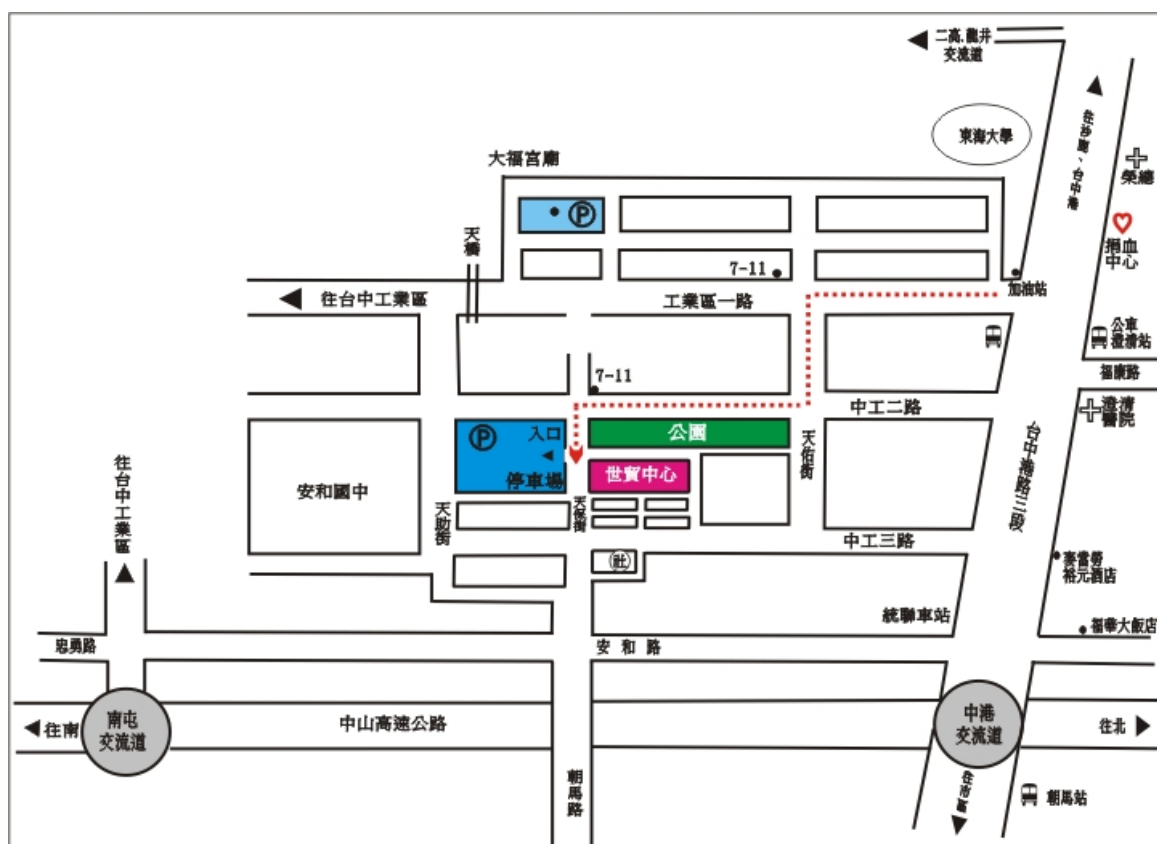 二高.龍井
交流道
東海大學
往沙鹿、台中港
榮總
捐血
中心
大福宮廟
P
天橋
7-11
加油站
往台中工業區
工業區一路
公車
澄清站
福康路
7-11
中工二路
澄清
醫院
P
入口
停車場
公園
世貿中心
天佑街
台中港路三段
往台中工業區
安和國中
天助街
天保街
中工三路
社
麥當勞
裕元酒店
統聯車站
福華大飯店
忠勇路
安和路
往南
南屯
交流道
中山高速公路
中港
交流道
往北
朝馬路
往市區
朝馬站